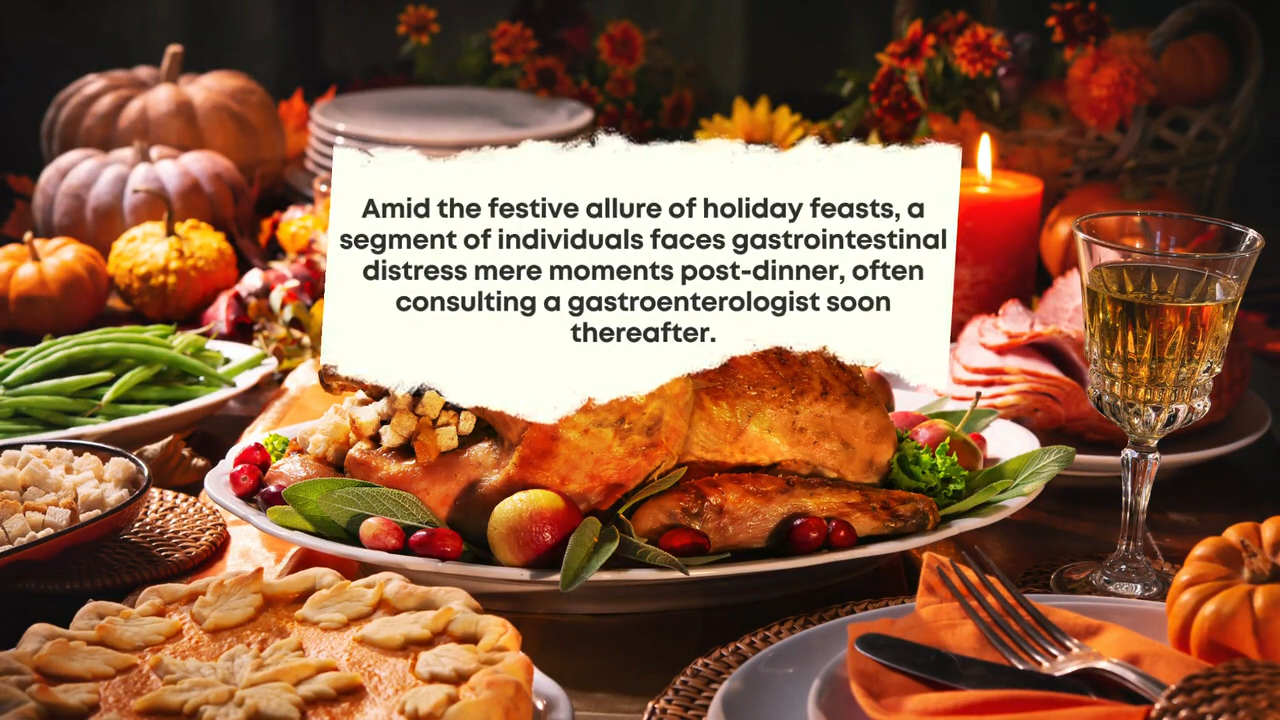 Amid the festive allure of holiday feasts, a
segment of individuals faces gastrointestinal
distress mere moments post-dinner, often
consulting a gastroenterologist soon
thereafter.